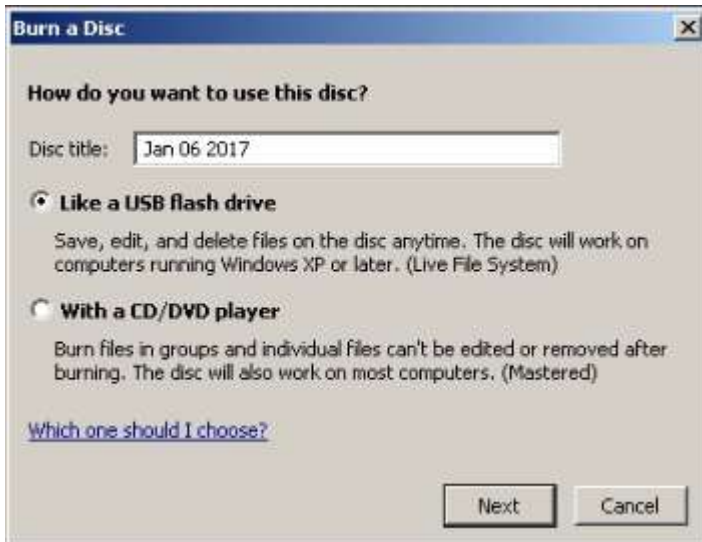 Burn a Disc
How do you want to use this disc?
Disc title: Jan 06 2017
Like a USB flash drive
Save, edit, and delete files on the disc anytime. The disc will work on
computers running Windows XP or later. (Live File System)
With a CD/DVD player
Burn files in groups and individual files can't be edited or removed after
burning. The disc will also work on most computers. (Mastered)
Which one should I choose?
Next Cancel